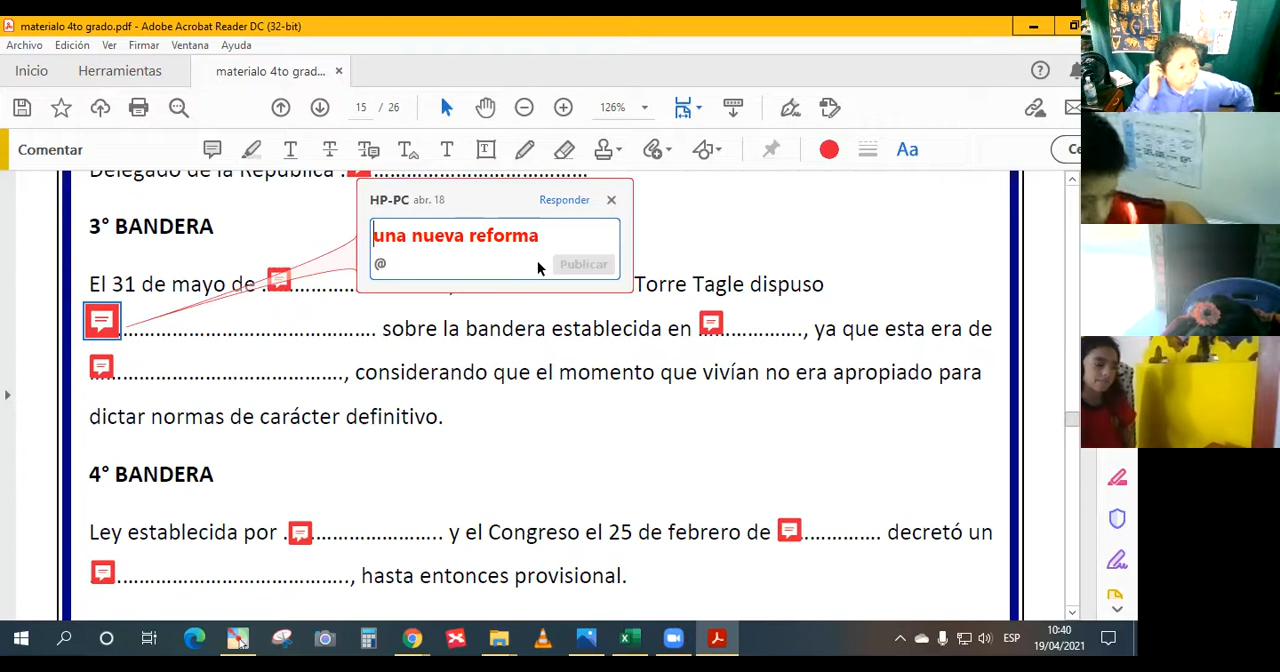 materialo 4to grado.pdf - Adobe Acrobat Reader DC (32-bit)
Archivo Edición Ver Firmar Ventana Ayuda
Inicio Herramientas materialo 4to grad... ×
15 / 26 126%
Comentar
Delegado de la República .................................
HP-PC abr. 18 Responder
una nueva reforma
@ Publicar
3° BANDERA
El 31 de mayo de .............. Torre Tagle dispuso
....................................... sobre la bandera establecida en ..............., ya que esta era de
......................................, considerando que el momento que vivían no era apropiado para
dictar normas de carácter definitivo.
4° BANDERA
Ley establecida por ....................... y el Congreso el 25 de febrero de .............. decretó un
......................................, hasta entonces provisional.
ESP
10:40
19/04/2021